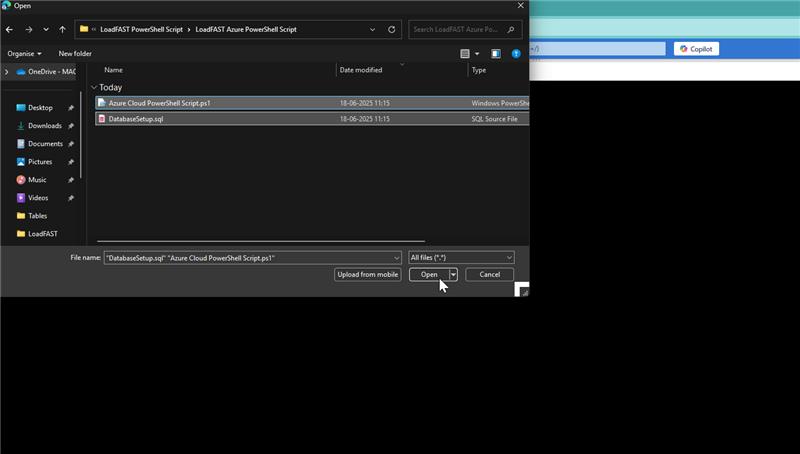 Open
« LoadFAST PowerShell Script › LoadFAST Azure PowerShell Script
Search LoadFAST Azure Po...
+/)
Copilot
Organise
New folder
OneDrive - MAC
Name
Date modified
Type
Today
Azure Cloud PowerShell Script.ps1 18-06-2025 11:15 Windows PowerShe
DatabaseSetup.sql 18-06-2025 11:15 SQL Source File
Desktop
Downloads
Documents
Pictures
Music
Videos
Tables
LoadFAST
File name: "DatabaseSetup.sql" "Azure Cloud PowerShell Script.ps1"
All files (*.*)
Upload from mobile
Open
Cancel